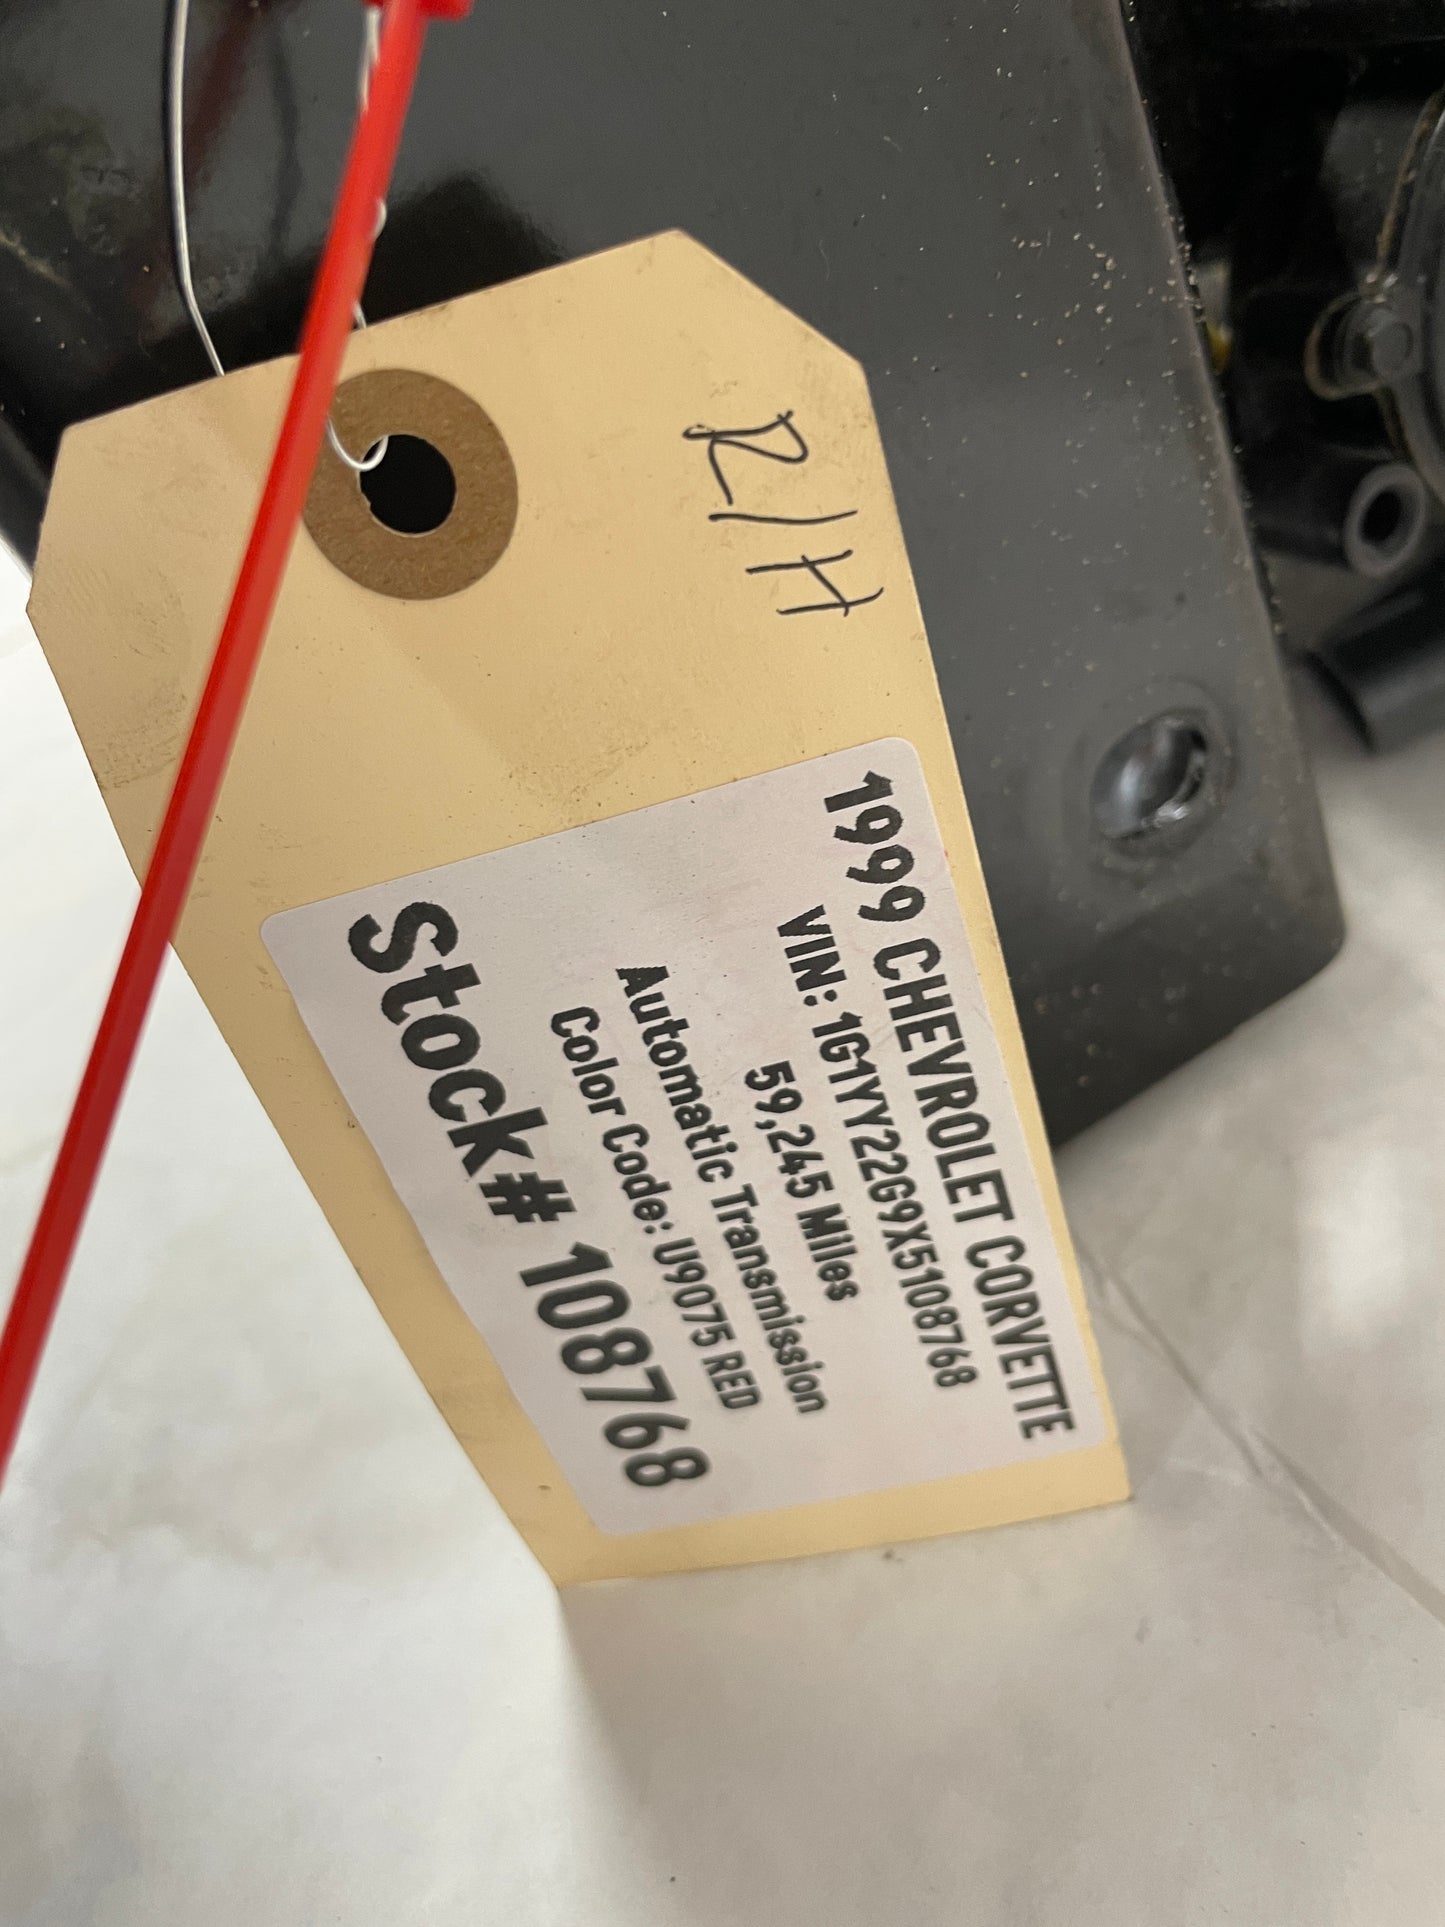 R/H
1999 CHEVROLET CORVETTE
VIN: 1G1YY22G9X5108768
59,245 Miles
Automatic Transmission
Color Code: U9075 RED
Stock# 108768